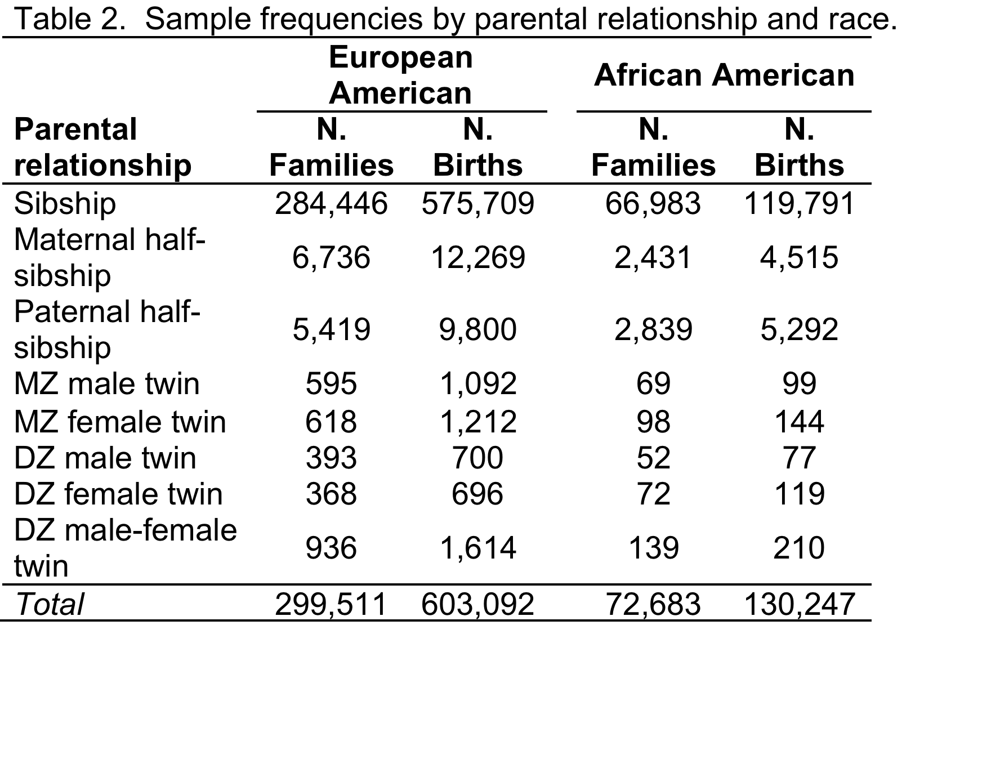 Table 2.  Sample frequencies by parental relationship and race.
European American African American
Parental relationship N. Families N. Births N. Families N. Births
Sibship 284,446 575,709 66,983 119,791
Maternal half-sibship 6,736 12,269 2,431 4,515
Paternal half-sibship 5,419 9,800 2,839 5,292
MZ male twin 595 1,092 69 99
MZ female twin 618 1,212 98 144
DZ male twin 393 700 52 77
DZ female twin 368 696 72 119
DZ male-female twin 936 1,614 139 210
Total 299,511 603,092 72,683 130,247